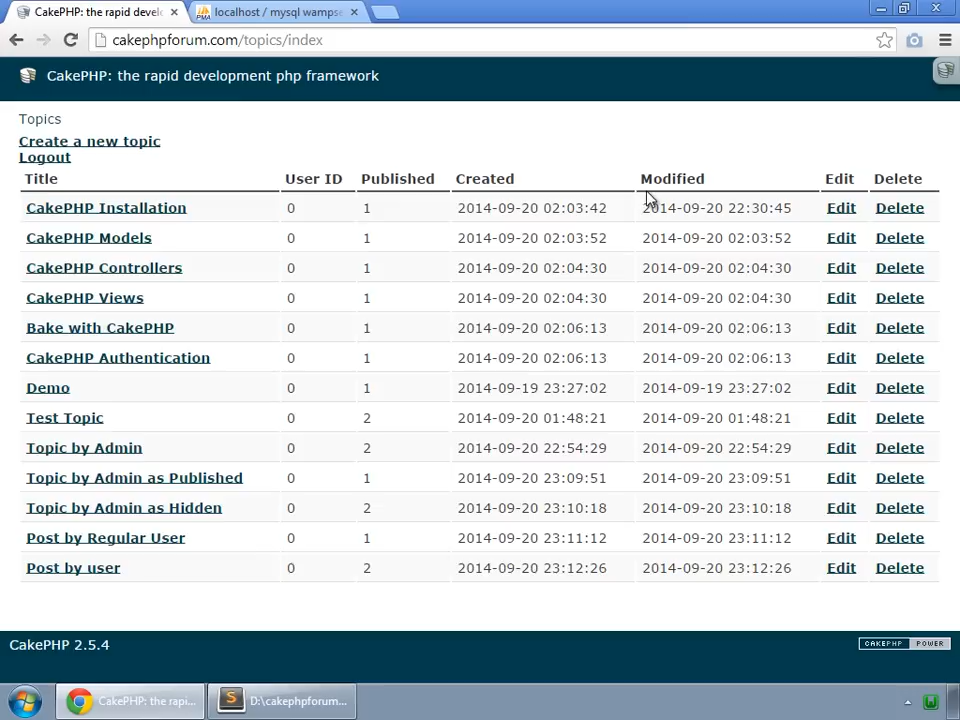 CakePHP: the rapid devel
localhost / mysql wampse
cakephpforum.com/topics/index
CakePHP: the rapid development php framework
Topics
Create a new topic
Logout
Title User ID Published Created Modified Edit Delete
CakePHP Installation 0 1 2014-09-20 02:03:42 2014-09-20 22:30:45 Edit Delete
CakePHP Models 0 1 2014-09-20 02:03:52 2014-09-20 02:03:52 Edit Delete
CakePHP Controllers 0 1 2014-09-20 02:04:30 2014-09-20 02:04:30 Edit Delete
CakePHP Views 0 1 2014-09-20 02:04:30 2014-09-20 02:04:30 Edit Delete
Bake with CakePHP 0 1 2014-09-20 02:06:13 2014-09-20 02:06:13 Edit Delete
CakePHP Authentication 0 1 2014-09-20 02:06:13 2014-09-20 02:06:13 Edit Delete
Demo 0 1 2014-09-19 23:27:02 2014-09-19 23:27:02 Edit Delete
Test Topic 0 2 2014-09-20 01:48:21 2014-09-20 01:48:21 Edit Delete
Topic by Admin 0 2 2014-09-20 22:54:29 2014-09-20 22:54:29 Edit Delete
Topic by Admin as Published 0 1 2014-09-20 23:09:51 2014-09-20 23:09:51 Edit Delete
Topic by Admin as Hidden 0 2 2014-09-20 23:10:18 2014-09-20 23:10:18 Edit Delete
Post by Regular User 0 1 2014-09-20 23:11:12 2014-09-20 23:11:12 Edit Delete
Post by user 0 2 2014-09-20 23:12:26 2014-09-20 23:12:26 Edit Delete
CakePHP 2.5.4
CAKEPHP POWER
CakePHP: the rapi...
D:\cakephpforum...